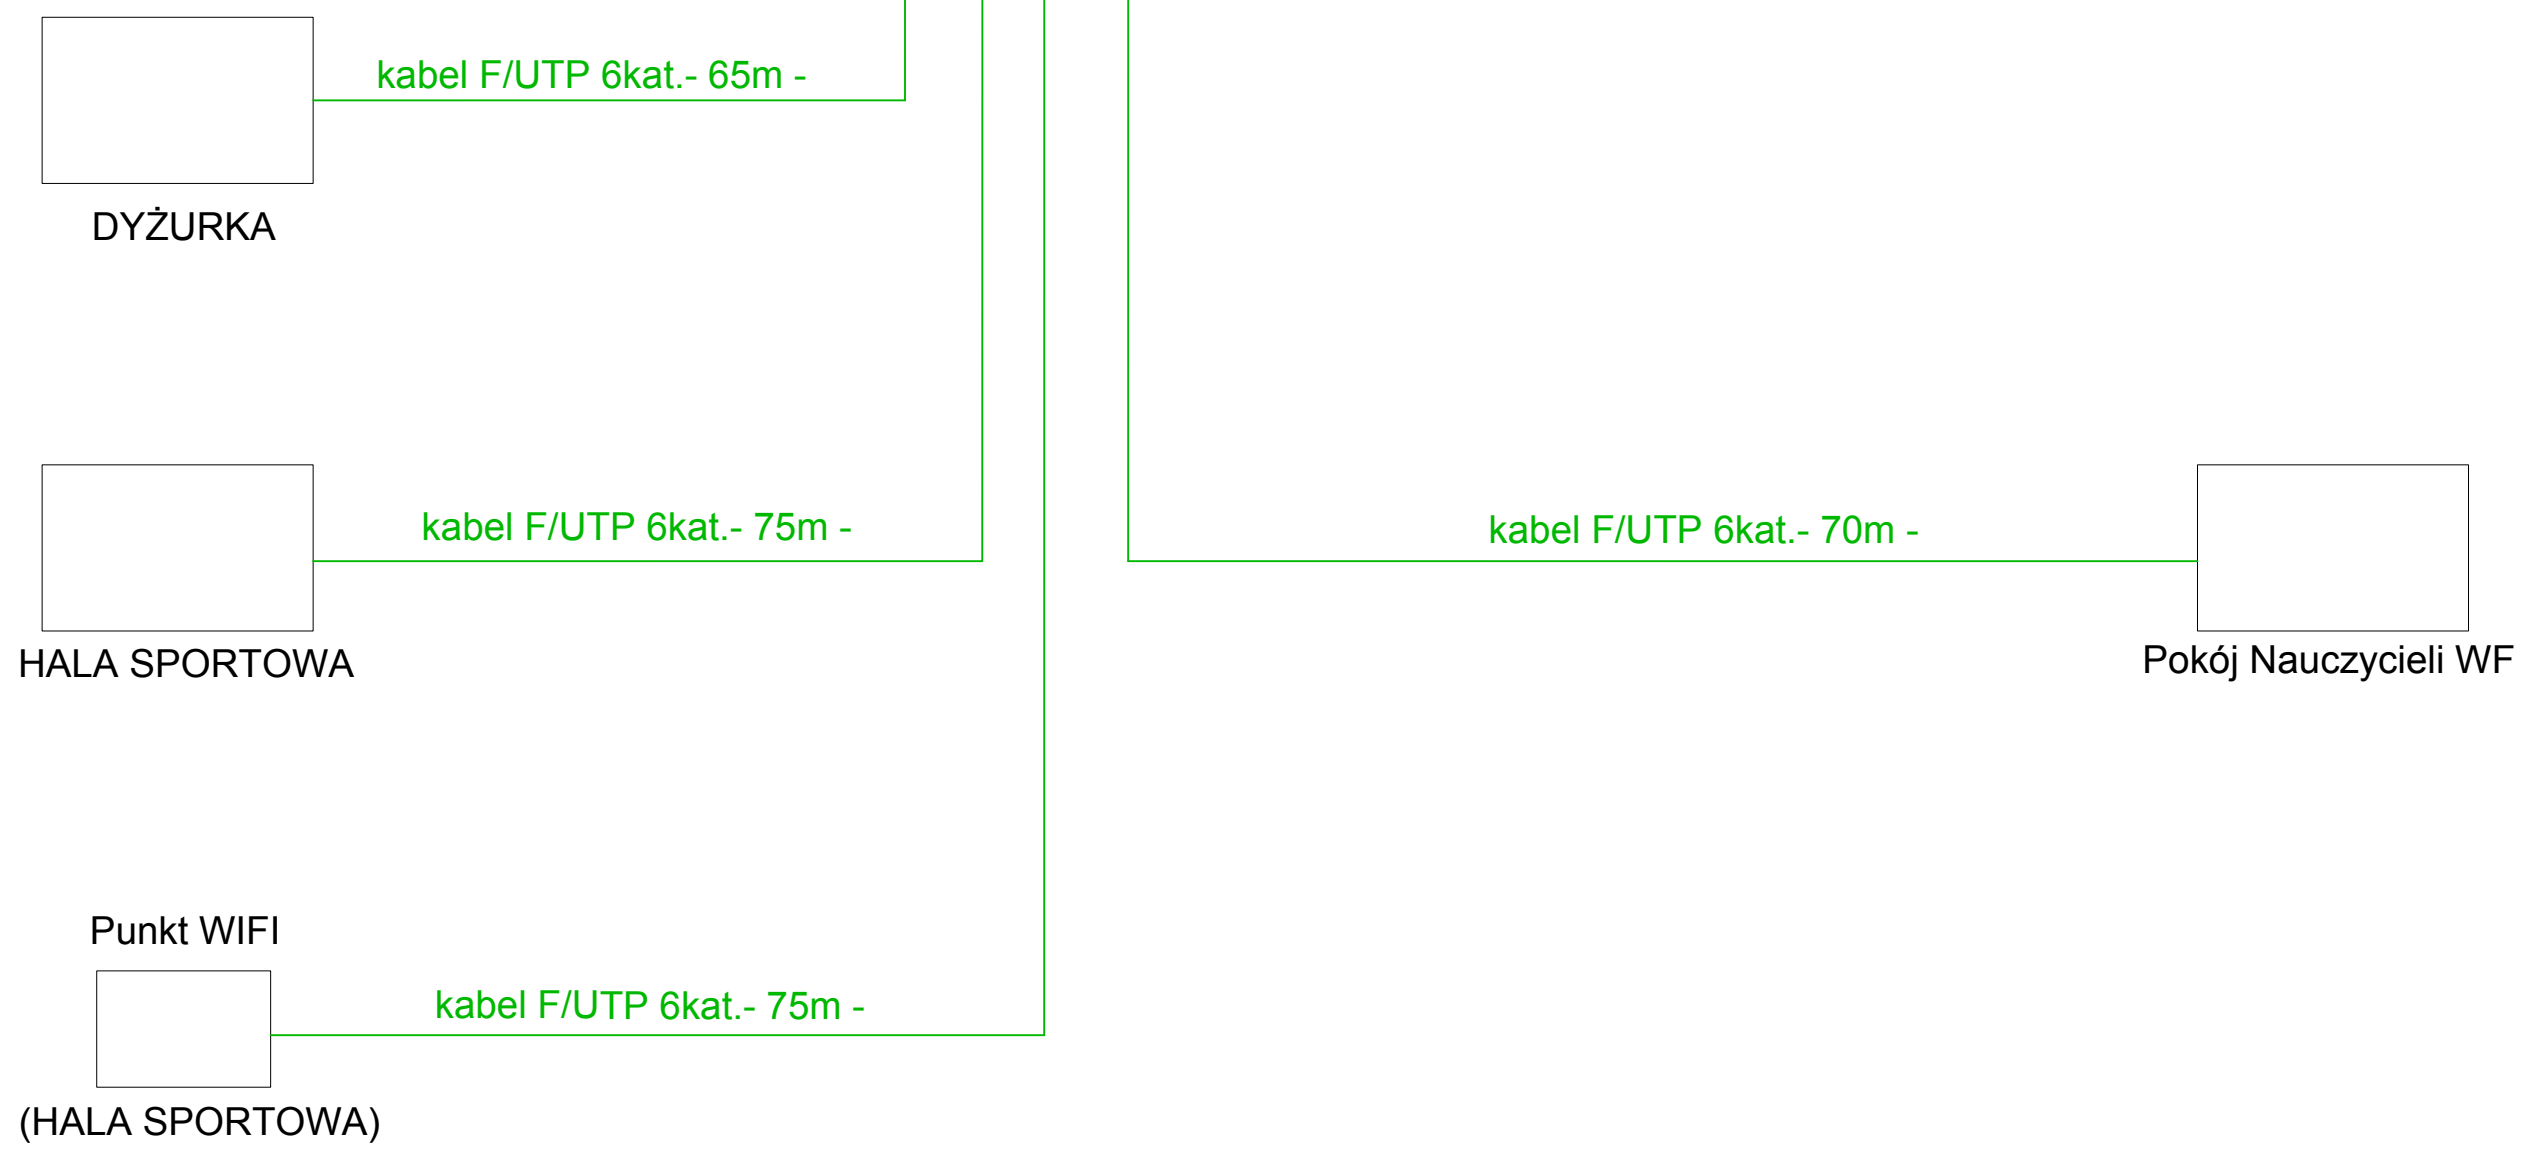 kabel F/UTP 6kat.- 65m -
DYŻURKA
kabel F/UTP 6kat.- 75m -
kabel F/UTP 6kat.- 70m -
HALA SPORTOWA
Pokój Nauczycieli WF
Punkt WIFI
kabel F/UTP 6kat.- 75m -
(HALA SPORTOWA)